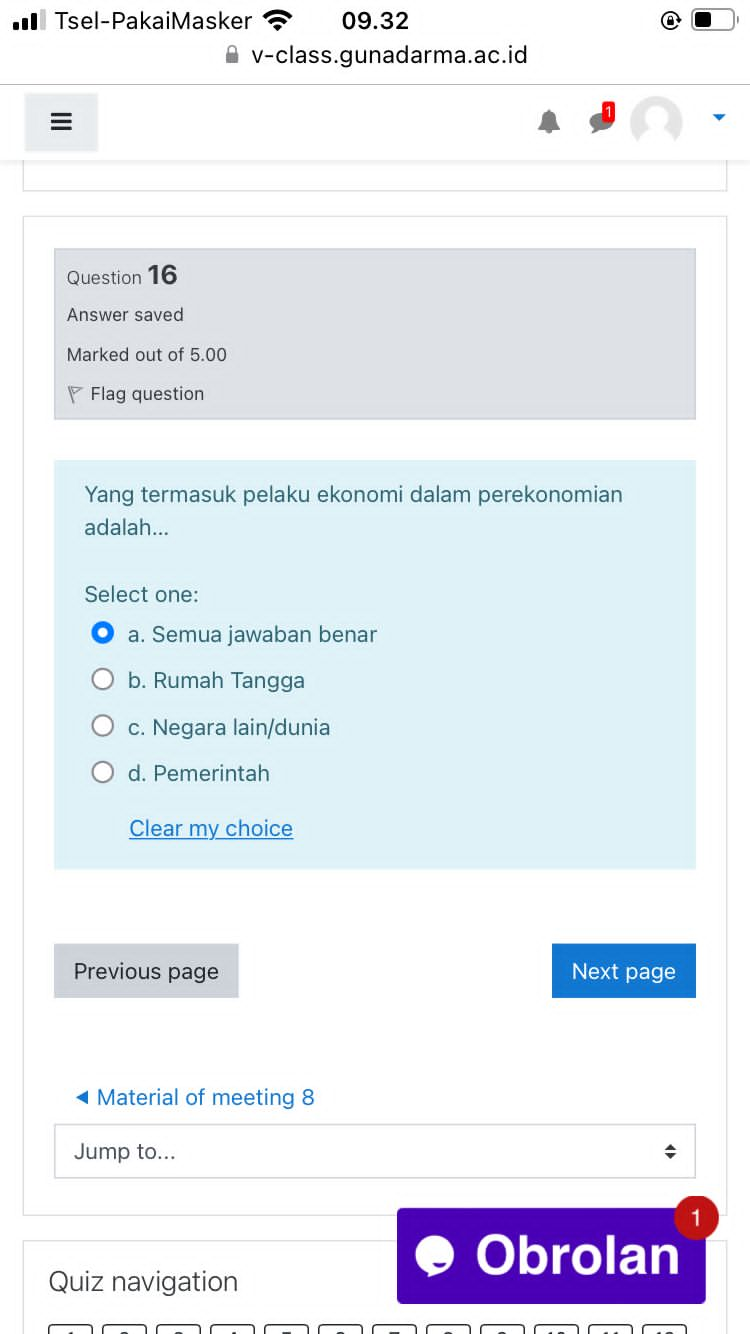 Tsel-PakaiMasker 09.32
v-class.gunadarma.ac.id
1
Question 16
Answer saved
Marked out of 5.00
Flag question
Yang termasuk pelaku ekonomi dalam perekonomian
adalah...
Select one:
a. Semua jawaban benar
b. Rumah Tangga
c. Negara lain/dunia
d. Pemerintah
Clear my choice
Previous page Next page
◄ Material of meeting 8
Jump to...
1
Obrolan
Quiz navigation